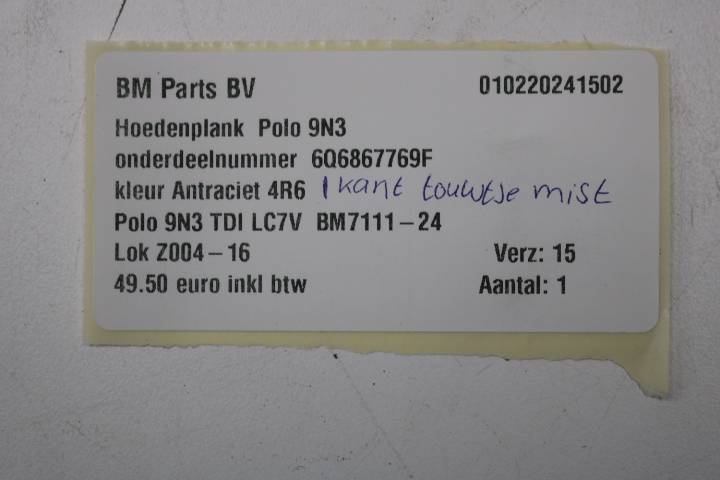 BM Parts BV 010220241502
Hoedenplank Polo 9N3
onderdeelnummer 6Q6867769F
kleur Antraciet 4R6 1 kant touwtje mist
Polo 9N3 TDI LC7V BM7111-24
Lok Z004-16 Verz: 15
49.50 euro inkl btw Aantal: 1